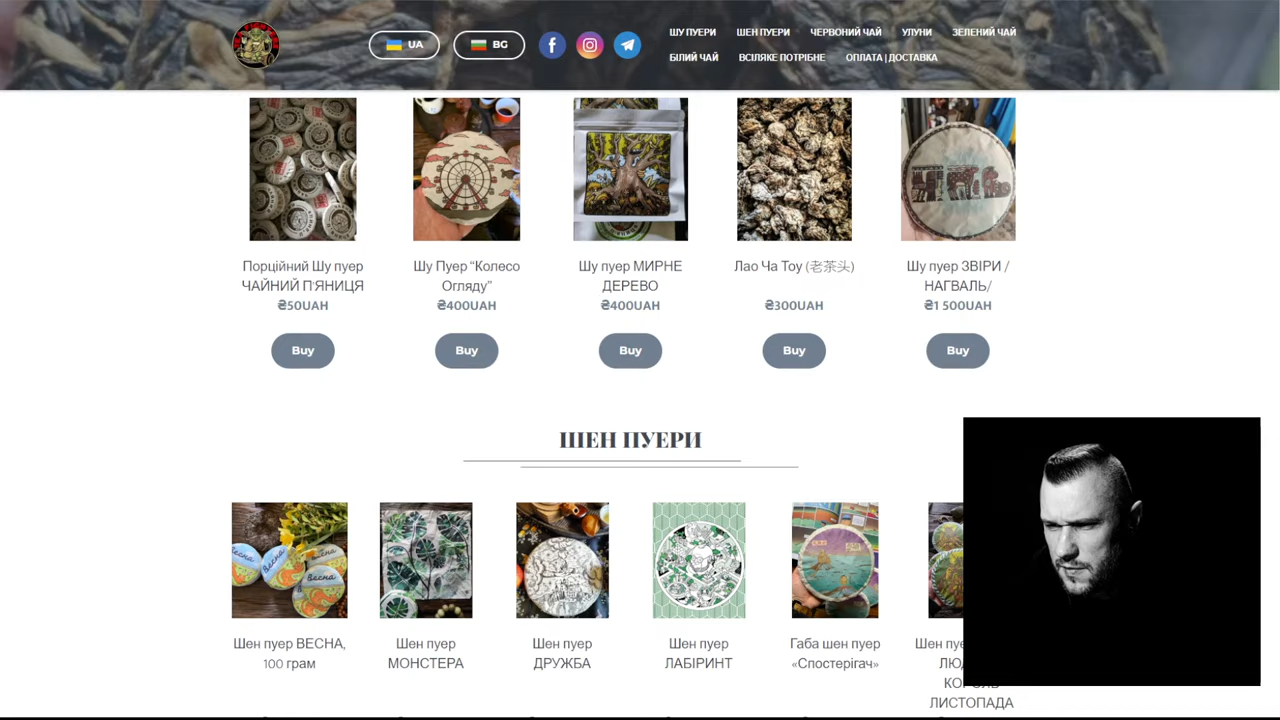 UA
BG
ШУ ПУЕРИ
ШЕН ПУЕРИ
ЧЕРВОНИЙ ЧАЙ
УЛУНИ
ЗЕЛЕНИЙ ЧАЙ
БІЛИЙ ЧАЙ
ВСІЛЯКЕ ПОТРІБНЕ
ОПЛАТА | ДОСТАВКА
Порційний Шу пуер
ЧАЙНИЙ П'ЯНИЦЯ
₴50UAH
Buy
Шу Пуер “Колесо
Огляду”
₴400UAH
Buy
Шу пуер МИРНЕ
ДЕРЕВО
₴400UAH
Buy
Лао Ча Тоу (老茶头)
₴300UAH
Buy
Шу пуер ЗВІРИ /
НАГВАЛЬ/
₴1 500UAH
Buy
ШЕН ПУЕРИ
Весна
Весна
Весна
Шен пуер ВЕСНА,
100 грам
Шен пуер
МОНСТЕРА
Шен пуер
ДРУЖБА
Шен пуер
ЛАБІРИНТ
Габа шен пуер
«Спостерігач»
Шен
ЛИСТОПАДА